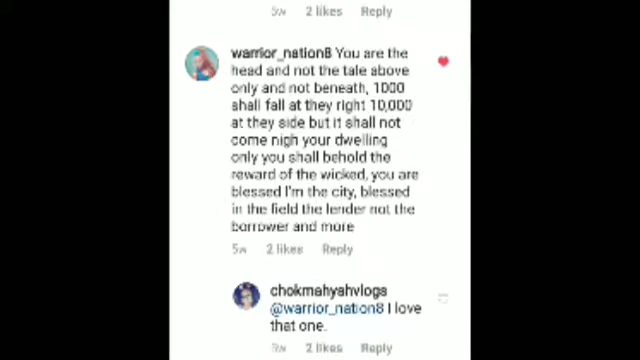 5w 2 likes Reply
warrior_nation8 You are the
head and not the tale above
only and not beneath, 1000
shall fall at they right 10,000
at they side but it shall not
come nigh your dwelling
only you shall behold the
reward of the wicked, you are
blessed I'm the city, blessed
in the field the lender not the
borrower and more
5w 2 likes Reply
chokmahyahvlogs
@warrior_nation8 I love
that one.
5w 2 likes Reply